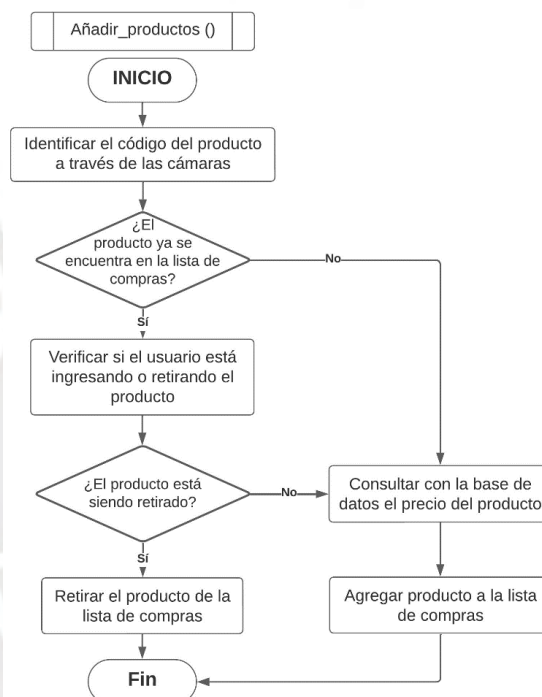 Añadir_productos ()
INICIO
Identificar el código del producto
a través de las cámaras
¿El
producto ya se
encuentra en la lista de
compras?
No
Sí
Verificar si el usuario está
ingresando o retirando el
producto
¿El producto está
siendo retirado?
No
Consultar con la base de
datos el precio del producto
Sí
Retirar el producto de la
lista de compras
Agregar producto a la lista
de compras
Fin